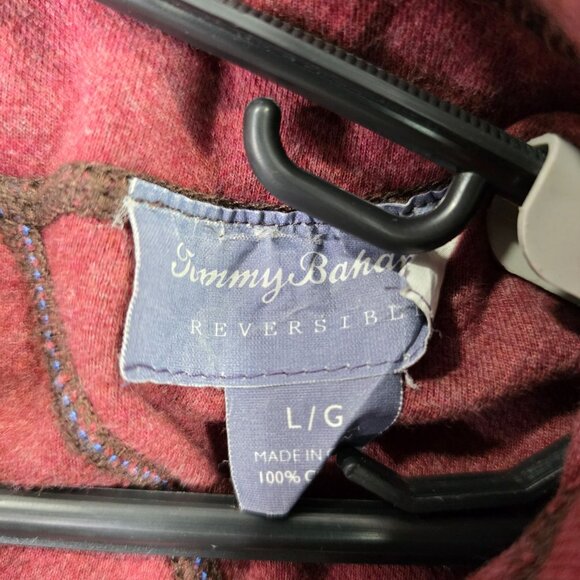 Tommy Bahar
REVERSIBL
L/G
MADE IN
100% C